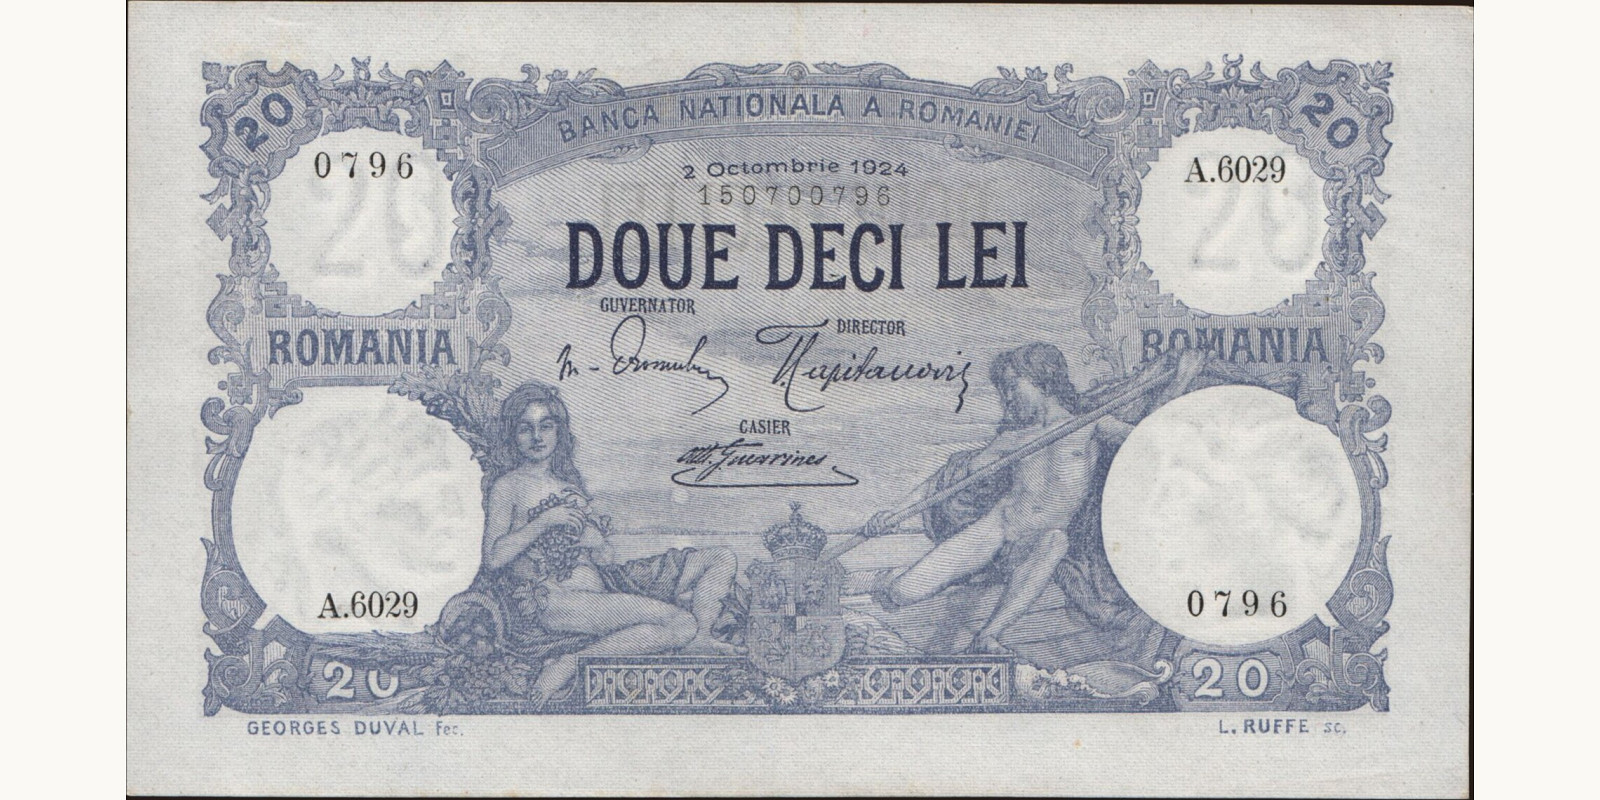 20
20
BANCA NATIONALA A ROMANIEI
0796
A.6029
2 Octombrie 1924
150700796
DOUE DECI LEI
GUVERNATOR
DIRECTOR
ROMANIA
ROMANIA
CASIER
A.6029
0796
20
20
GEORGES DUVAL Fec.
L. RUFFE sc.